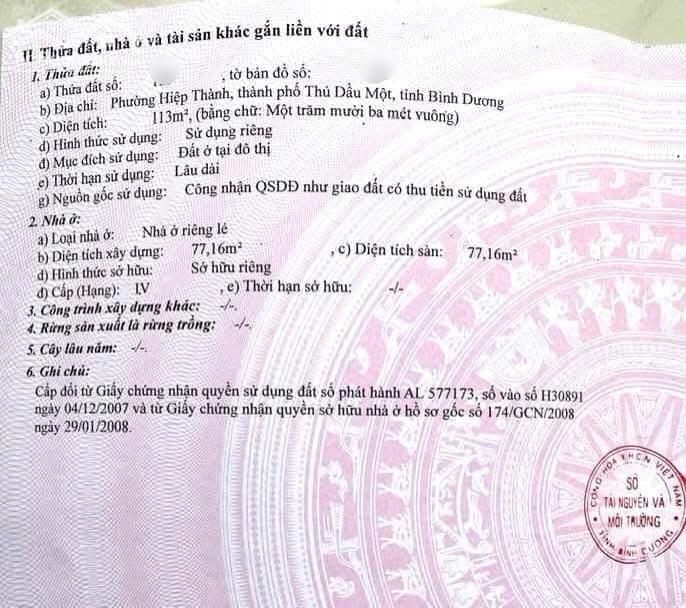 II. Thửa đất, nhà ở và tài sản khác gắn liền với đất
1. Thửa đất:
a) Thửa đất số: , tờ bản đồ số:
b) Địa chỉ: Phường Hiệp Thành, thành phố Thủ Dầu Một, tỉnh Bình Dương
c) Diện tích: 113m², (bằng chữ: Một trăm mười ba mét vuông)
d) Hình thức sử dụng: Sử dụng riêng
đ) Mục đích sử dụng: Đất ở tại đô thị
e) Thời hạn sử dụng: Lâu dài
g) Nguồn gốc sử dụng: Công nhận QSDĐ như giao đất có thu tiền sử dụng đất
2. Nhà ở:
a) Loại nhà ở: Nhà ở riêng lẻ
b) Diện tích xây dựng: 77,16m² , c) Diện tích sàn: 77,16m²
d) Hình thức sở hữu: Sở hữu riêng
đ) Cấp (Hạng): IV , e) Thời hạn sở hữu: -/-
3. Công trình xây dựng khác: -/-.
4. Rừng sản xuất là rừng trồng: -/-.
5. Cây lâu năm: -/-.
6. Ghi chú:
Cấp đổi từ Giấy chứng nhận quyền sử dụng đất số phát hành AL 577173, số vào sổ H30891
ngày 04/12/2007 và từ Giấy chứng nhận quyền sở hữu nhà ở hồ sơ gốc số 174/GCN/2008
ngày 29/01/2008.
CỘNG HÒA X.H.C.N VIỆT NAM
SỞ
TÀI NGUYÊN VÀ
MÔI TRƯỜNG
TỈNH BÌNH DƯƠNG